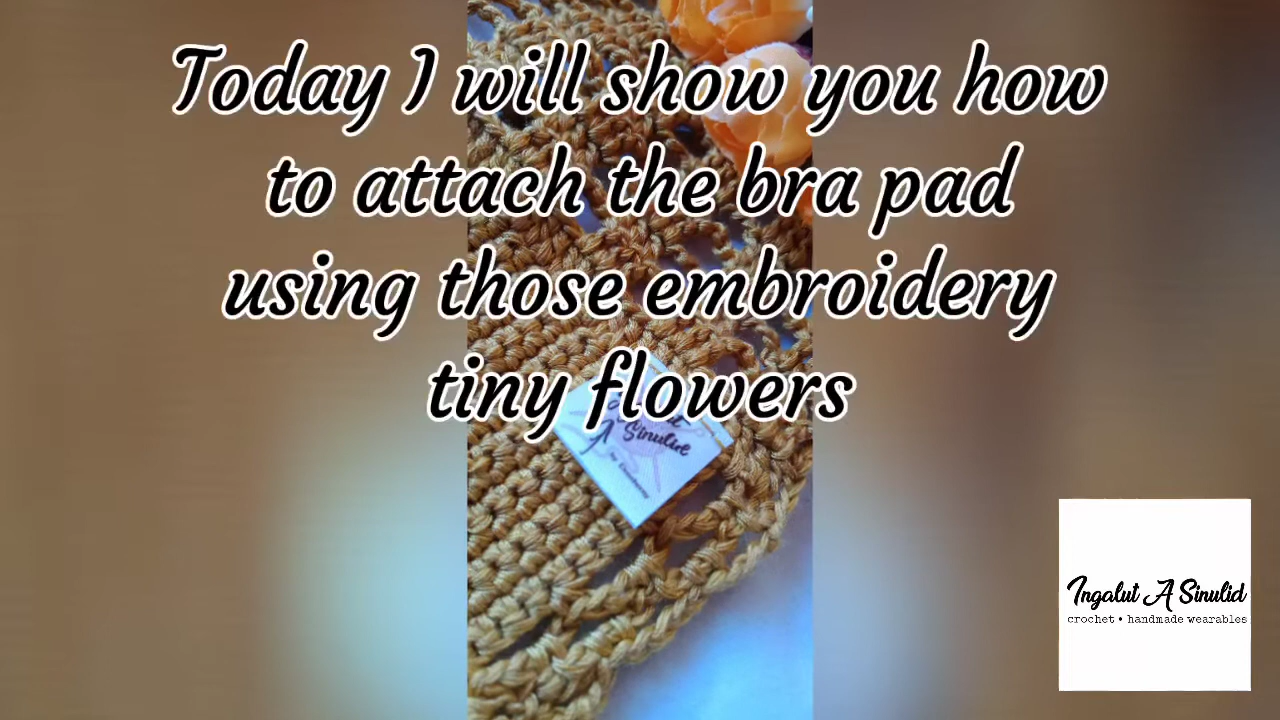 Today I will show you how
to attach the bra pad
using those embroidery
tiny flowers
A Sinulid
Ingalut A Sinulid
crochet • handmade wearables